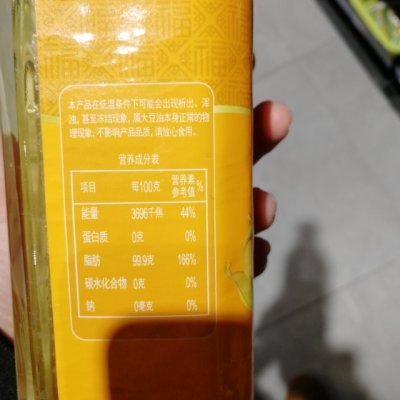 本产品在低温条件下可能会出现析出、浑
浊、甚至冻结现象，属大豆油本身正常的物
理现象，不影响产品品质，请放心食用。
营养成分表
项目 每100克 营养素参考值%
能量 3696千焦 44%
蛋白质 0克 0%
脂肪 99.9克 166%
碳水化合物 0克 0%
钠 0毫克 0%